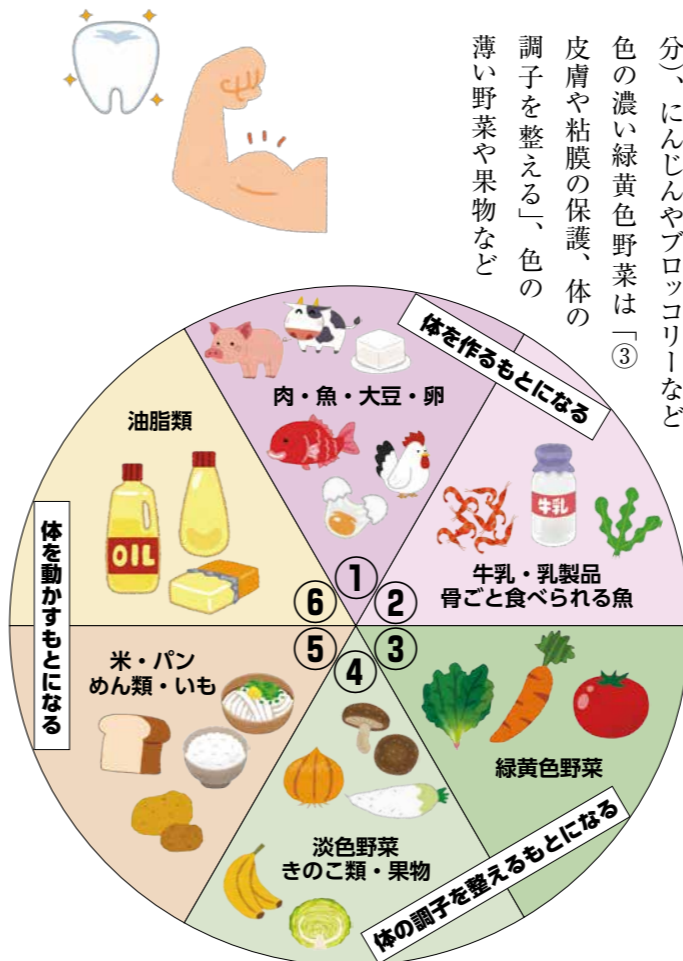 分)、にんじんやブロッコリーなど
色の濃い緑黄色野菜は「③
皮膚や粘膜の保護、体の
調子を整える」、色の
薄い野菜や果物など
体を作るもとになる
肉・魚・大豆・卵
①
牛乳
牛乳・乳製品
骨ごと食べられる魚
②
③
緑黄色野菜
体の調子を整えるもとになる
④
淡色野菜
きのこ類・果物
⑤
米・パン
めん類・いも
体を動かすもとになる
⑥
油脂類
OIL